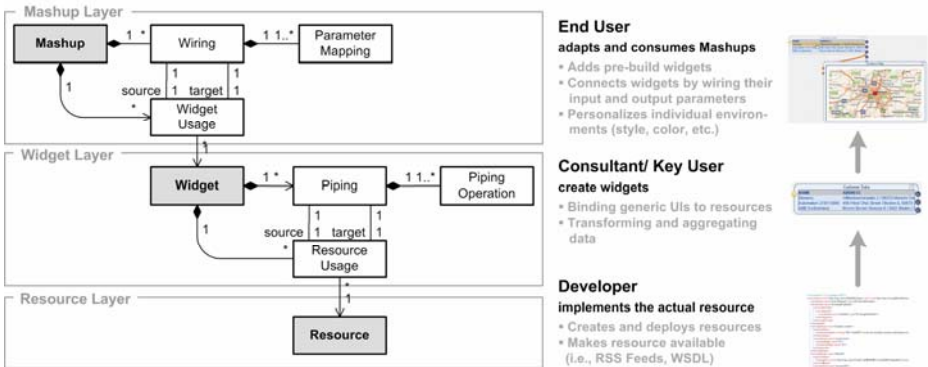 Mashup Layer
Mashup
1 *
Wiring
1 1..*
Parameter
Mapping
1
1
1
source
target
1
1
*
Widget
Usage
*
1
Widget Layer
Widget
1 *
Piping
1 1..*
Piping
Operation
1
1
1
source
target
1
1
*
Resource
Usage
*
1
Resource Layer
Resource
End User
adapts and consumes Mashups
▪ Adds pre-build widgets
▪ Connects widgets by wiring their
input and output parameters
▪ Personalizes individual environ-
ments (style, color, etc.)
Consultant/ Key User
create widgets
▪ Binding generic UIs to resources
▪ Transforming and aggregating
data
Developer
implements the actual resource
▪ Creates and deploys resources
▪ Makes resource available
(i.e., RSS Feeds, WSDL)